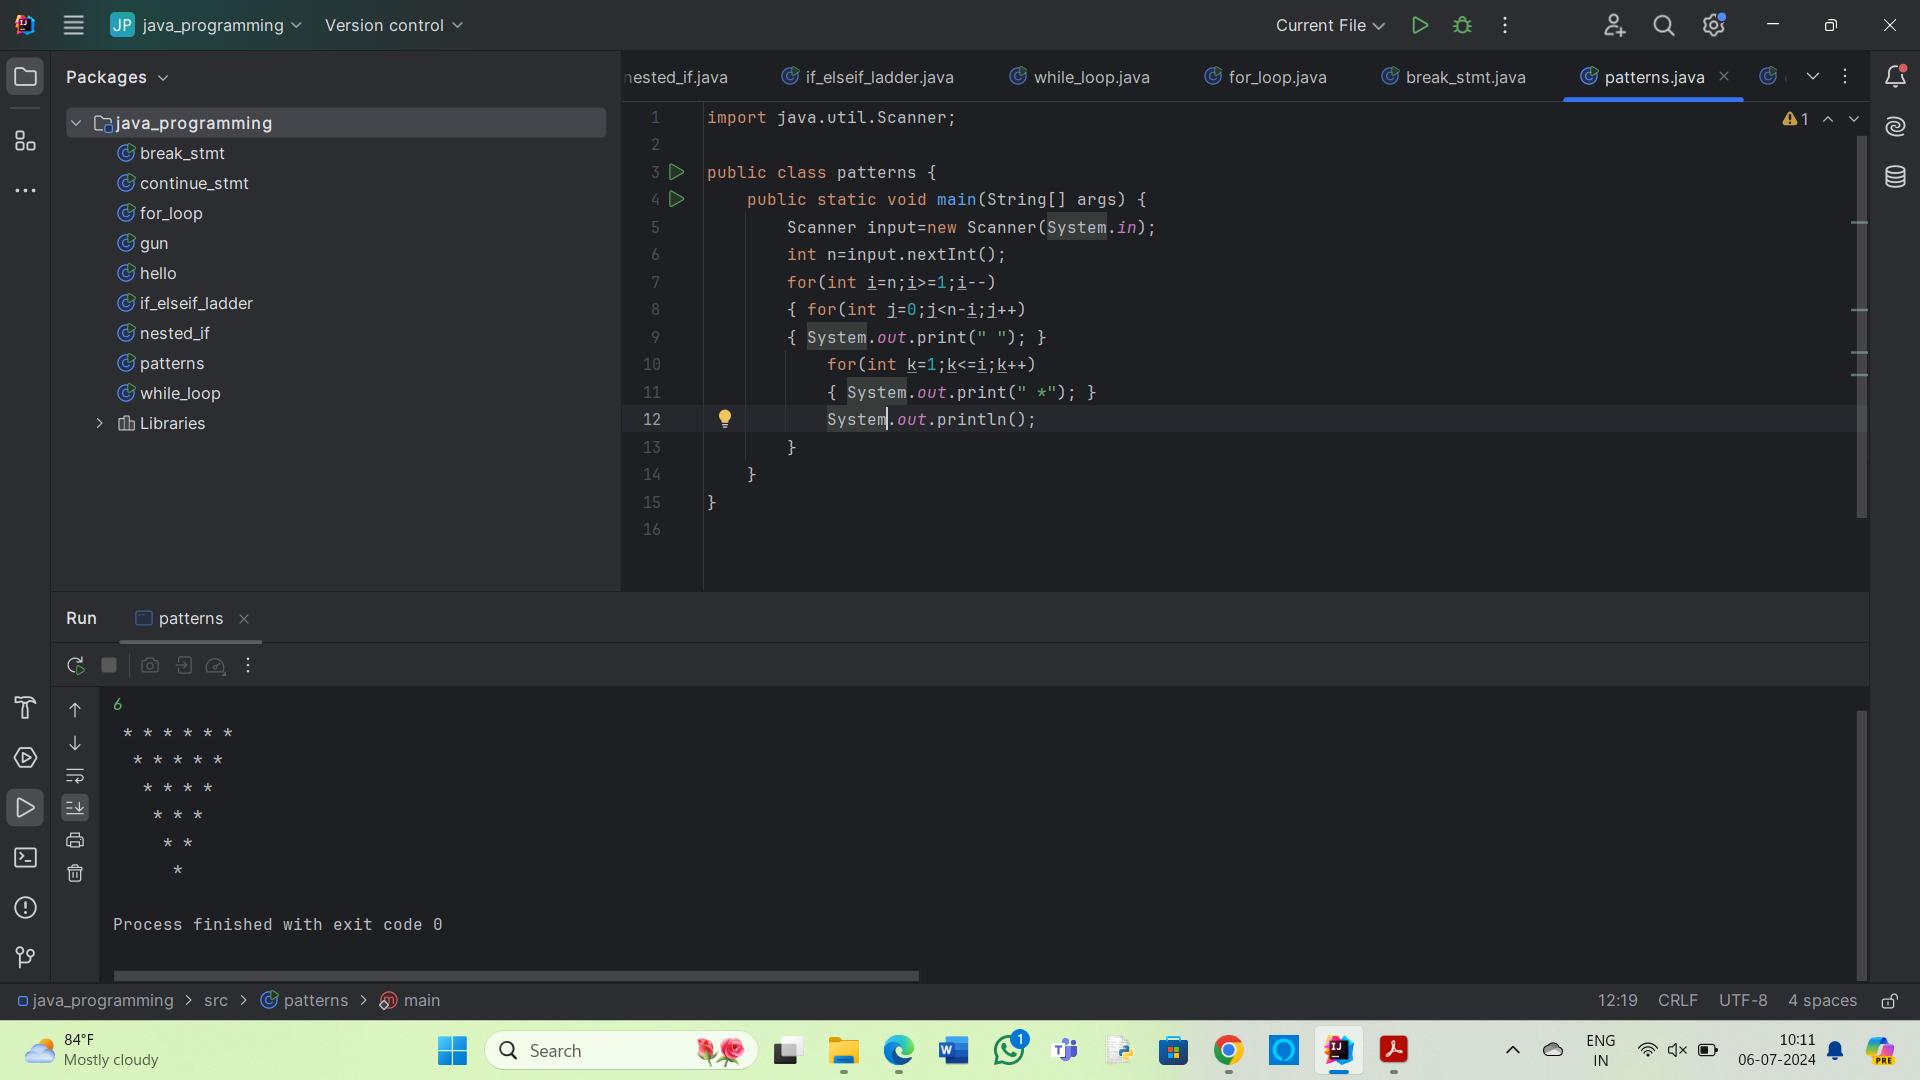 JP java_programming Version control Current File
Packages
java_programming
break_stmt
continue_stmt
for_loop
gun
hello
if_elseif_ladder
nested_if
patterns
while_loop
Libraries
nested_if.java if_elseif_ladder.java while_loop.java for_loop.java break_stmt.java patterns.java
1 import java.util.Scanner;
2
3 public class patterns {
4 public static void main(String[] args) {
5 Scanner input=new Scanner(System.in);
6 int n=input.nextInt();
7 for(int i=n;i>=1;i--)
8 { for(int j=0;j<n-i;j++)
9 { System.out.print(" "); }
10 for(int k=1;k<=i;k++)
11 { System.out.print(" *"); }
12 System.out.println();
13 }
14 }
15 }
16
1
Run patterns
6
* * * * * *
* * * * *
* * * *
* * *
* *
*
Process finished with exit code 0
java_programming > src > patterns > main 12:19 CRLF UTF-8 4 spaces
84°F
Mostly cloudy
Search
1
ENG
IN
10:11
06-07-2024
PRE